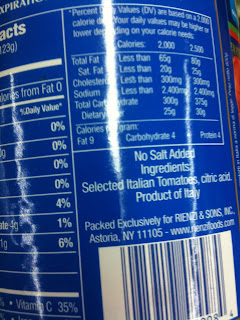 EXPIRATIO
acts
123g)
*Percent Daily Values (DV) are based on a 2,000
calorie diet. Your daily values may be higher or
lower depending on your calorie needs:
Calories: 2,000 2,500
Total Fat Less than 65g 80g
Sat. Fat Less than 20g 25g
Cholesterol Less than 300mg 300mg
Sodium Less than 2,400mg 2,400mg
Total Carbohydrate 300g 375g
Dietary 25g 30g
Calories gram:
Fat 9 Carbohydrate 4 Protein 4
alories from Fat 0
%Daily Value*
0%
0%
0%
4%
1%
1g 6%
Vitamin C 35%
No Salt Added
Ingredients:
Selected Italian Tomatoes, citric acid.
Product of Italy
Packed Exclusively for RIENZI & SONS, INC.,
Astoria, NY 11105 - www.rienzifoods.com